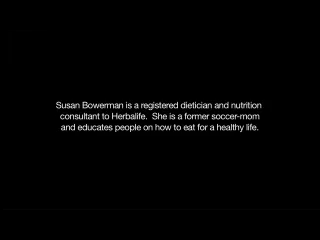 Susan Bowerman is a registered dietician and nutrition
consultant to Herbalife.  She is a former soccer-mom
and educates people on how to eat for a healthy life.